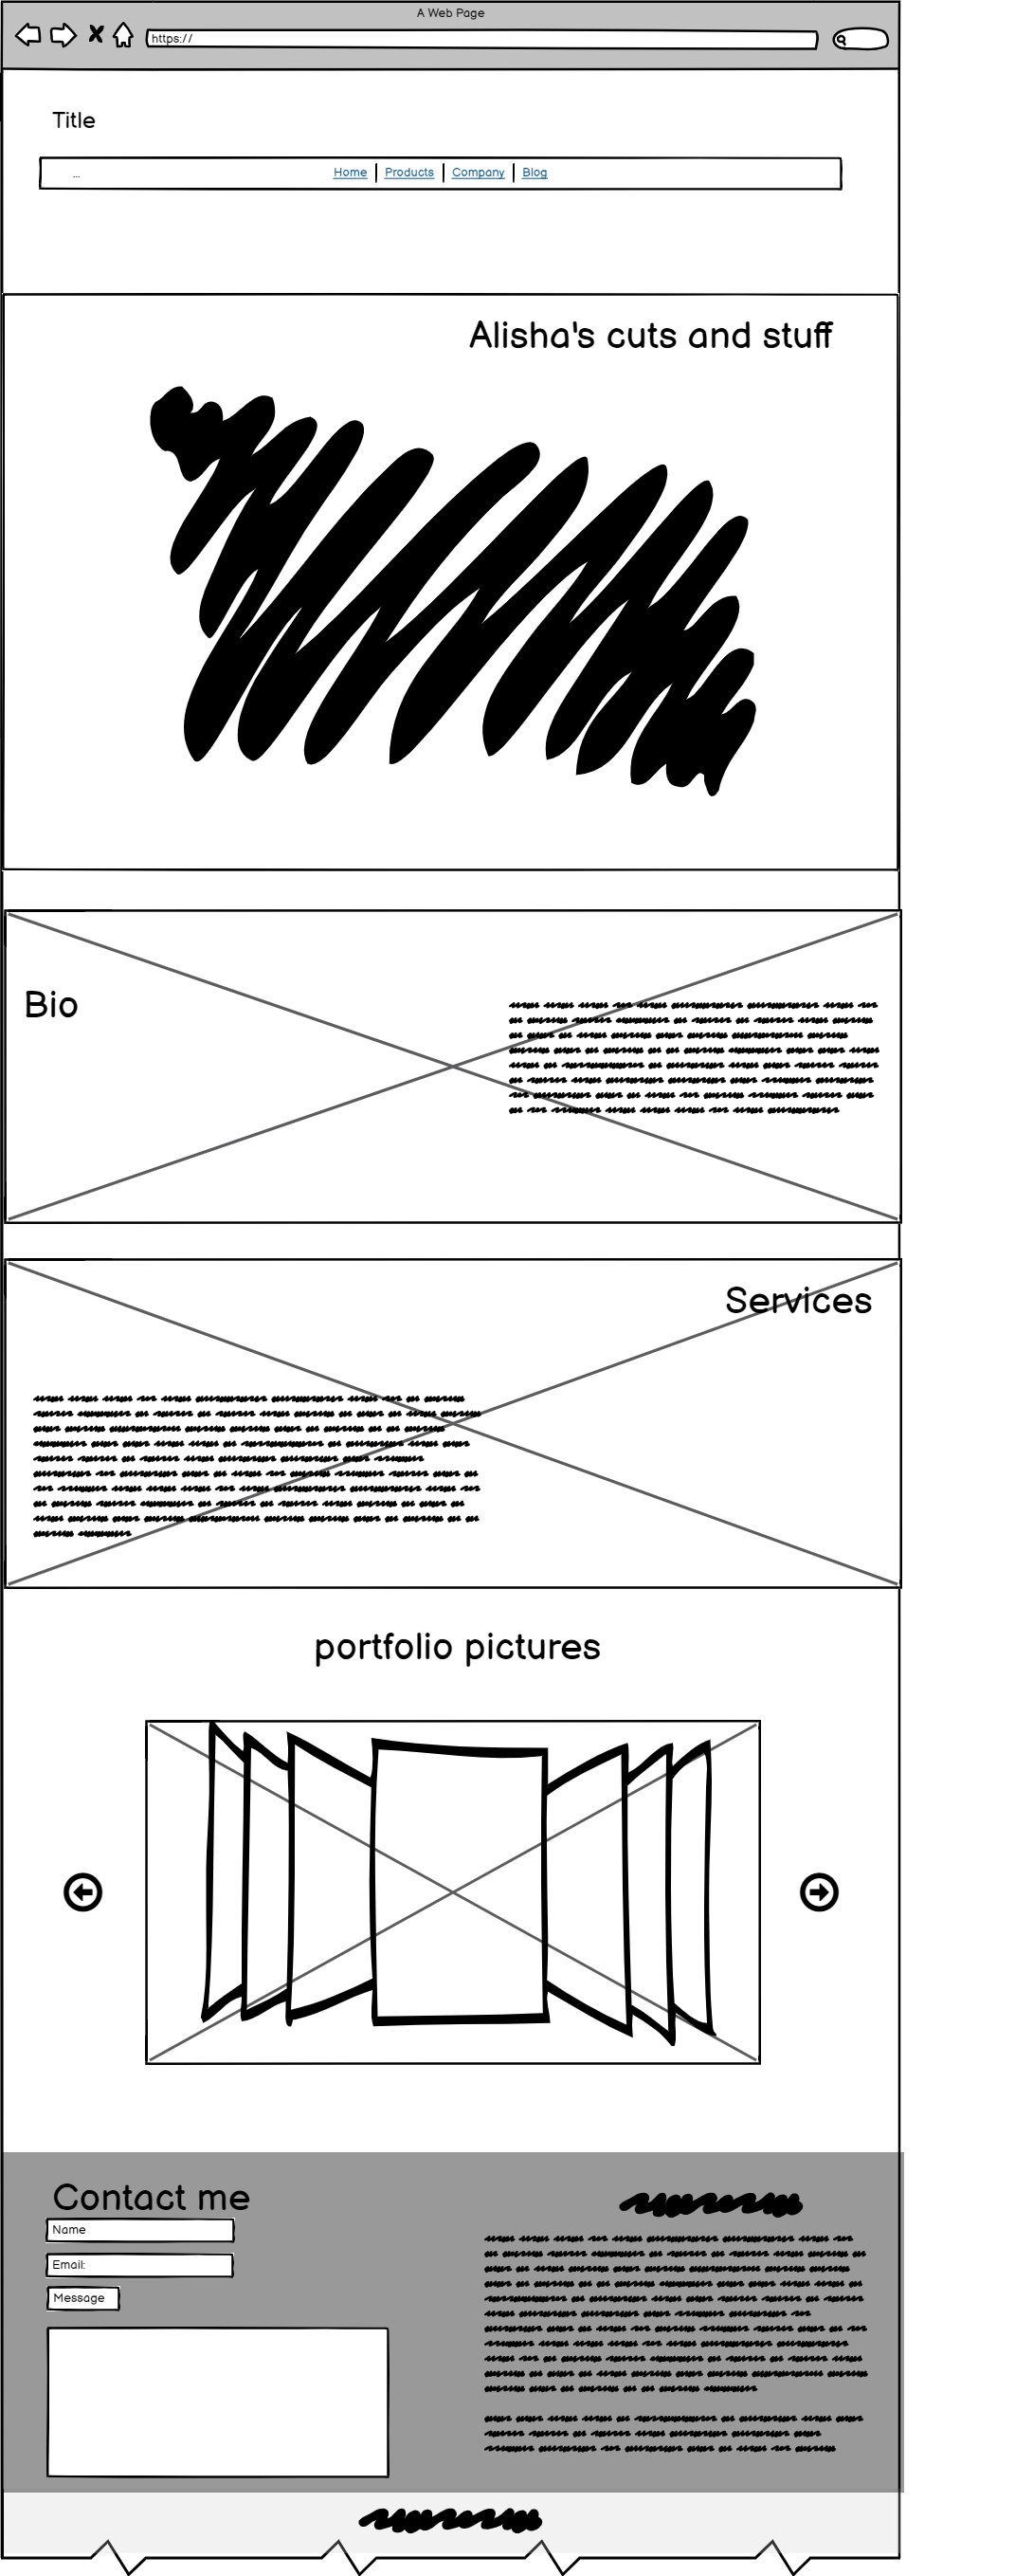 A Web Page
https://
Title
... Home Products Company Blog
Alisha's cuts and stuff
Bio
Services
portfolio pictures
Contact me
Name
Email:
Message